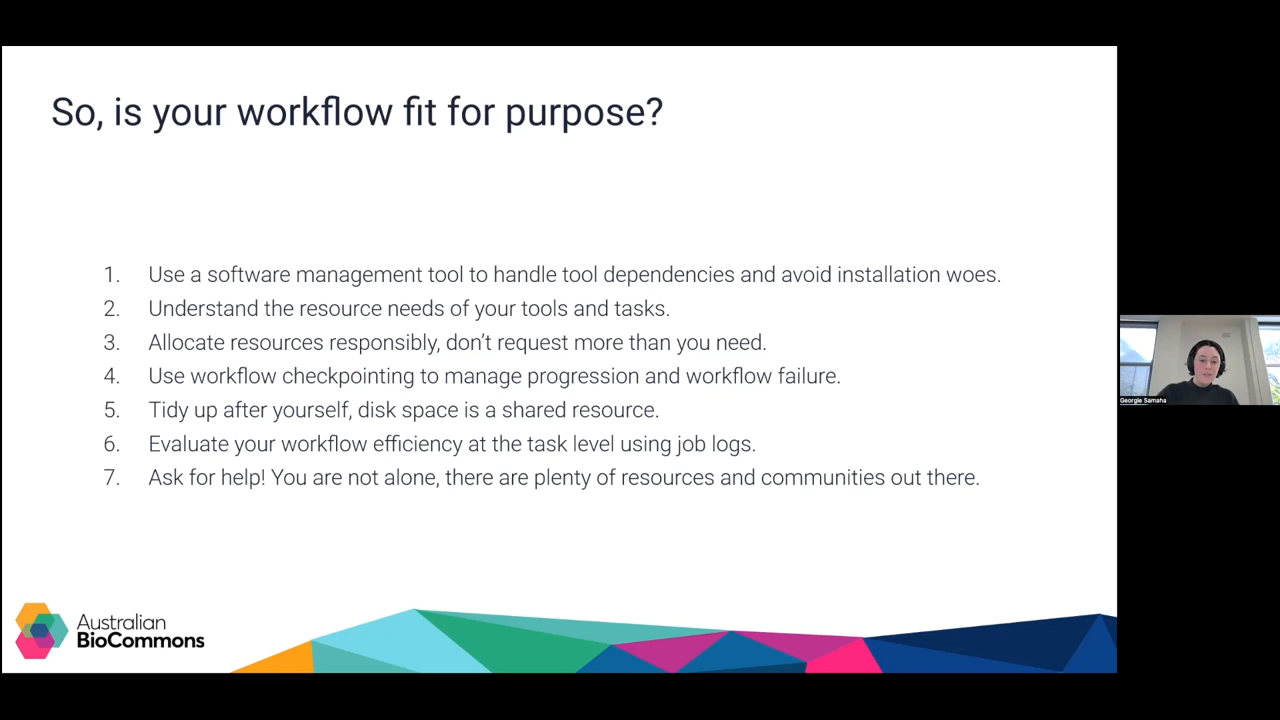 So, is your workflow fit for purpose?
1. Use a software management tool to handle tool dependencies and avoid installation woes.
2. Understand the resource needs of your tools and tasks.
3. Allocate resources responsibly, don’t request more than you need.
4. Use workflow checkpointing to manage progression and workflow failure.
5. Tidy up after yourself, disk space is a shared resource.
6. Evaluate your workflow efficiency at the task level using job logs.
7. Ask for help! You are not alone, there are plenty of resources and communities out there.
Georgie Samaha
Australian
BioCommons